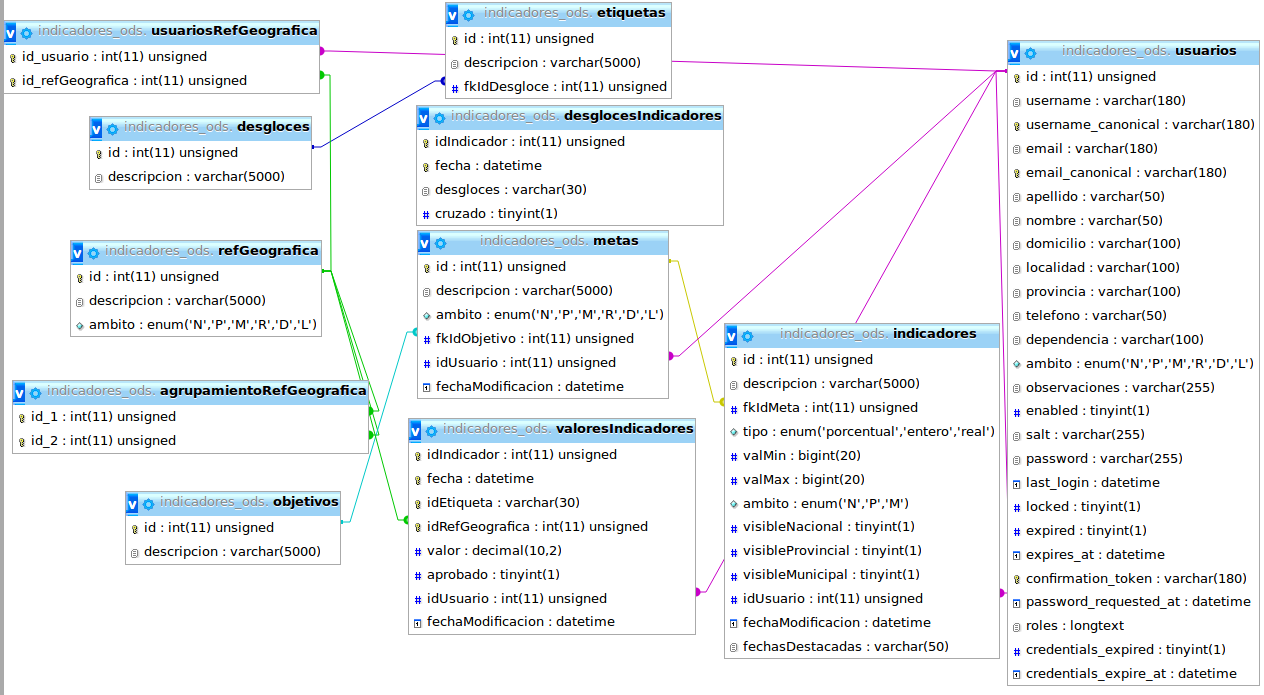 indicadores_ods. usuariosRefGeografica
id_usuario : int(11) unsigned
id_refGeografica : int(11) unsigned
indicadores_ods. desgloces
id : int(11) unsigned
descripcion : varchar(5000)
indicadores_ods. refGeografica
id : int(11) unsigned
descripcion : varchar(5000)
ambito : enum('N','P','M','R','D','L')
indicadores_ods. agrupamientoRefGeografica
id_1 : int(11) unsigned
id_2 : int(11) unsigned
indicadores_ods. objetivos
id : int(11) unsigned
descripcion : varchar(5000)
indicadores_ods. etiquetas
id : int(11) unsigned
descripcion : varchar(5000)
fkIdDesgloce : int(11) unsigned
indicadores_ods. desglocesIndicadores
idIndicador : int(11) unsigned
fecha : datetime
desgloces : varchar(30)
cruzado : tinyint(1)
indicadores_ods. metas
id : int(11) unsigned
descripcion : varchar(5000)
ambito : enum('N','P','M','R','D','L')
fkIdObjetivo : int(11) unsigned
idUsuario : int(11) unsigned
fechaModificacion : datetime
indicadores_ods. valoresIndicadores
idIndicador : int(11) unsigned
fecha : datetime
idEtiqueta : varchar(30)
idRefGeografica : int(11) unsigned
valor : decimal(10,2)
aprobado : tinyint(1)
idUsuario : int(11) unsigned
fechaModificacion : datetime
indicadores_ods. indicadores
id : int(11) unsigned
descripcion : varchar(5000)
fkIdMeta : int(11) unsigned
tipo : enum('porcentual','entero','real')
valMin : bigint(20)
valMax : bigint(20)
ambito : enum('N','P','M')
visibleNacional : tinyint(1)
visibleProvincial : tinyint(1)
visibleMunicipal : tinyint(1)
idUsuario : int(11) unsigned
fechaModificacion : datetime
fechasDestacadas : varchar(50)
indicadores_ods. usuarios
id : int(11) unsigned
username : varchar(180)
username_canonical : varchar(180)
email : varchar(180)
email_canonical : varchar(180)
apellido : varchar(50)
nombre : varchar(50)
domicilio : varchar(100)
localidad : varchar(100)
provincia : varchar(100)
telefono : varchar(50)
dependencia : varchar(100)
ambito : enum('N','P','M','R','D','L')
observaciones : varchar(255)
enabled : tinyint(1)
salt : varchar(255)
password : varchar(255)
last_login : datetime
locked : tinyint(1)
expired : tinyint(1)
expires_at : datetime
confirmation_token : varchar(180)
password_requested_at : datetime
roles : longtext
credentials_expired : tinyint(1)
credentials_expire_at : datetime